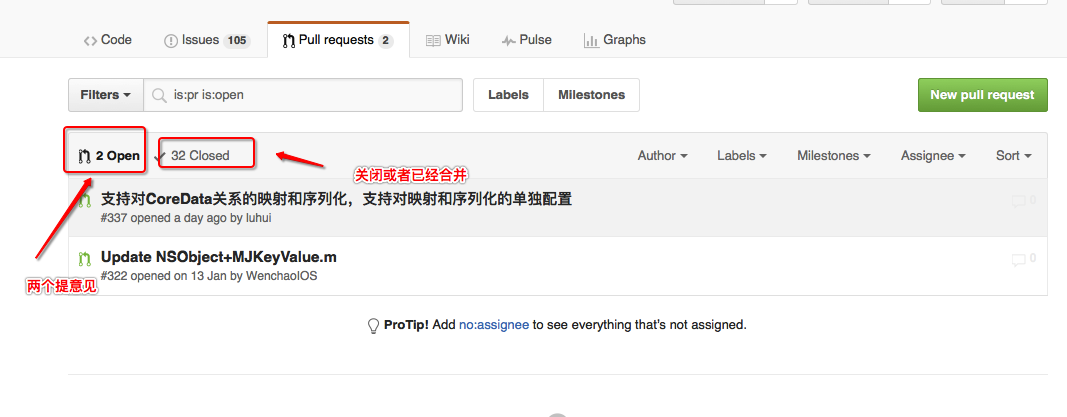 Code
Issues 105
Pull requests 2
Wiki
Pulse
Graphs
Filters
is:pr is:open
Labels
Milestones
New pull request
2 Open
32 Closed
Author
Labels
Milestones
Assignee
Sort
关闭或者已经合并
支持对CoreData关系的映射和序列化，支持对映射和序列化的单独配置
0
#337 opened a day ago by luhui
Update NSObject+MJKeyValue.m
0
#322 opened on 13 Jan by WenchaoIOS
两个提意见
ProTip! Add no:assignee to see everything that's not assigned.